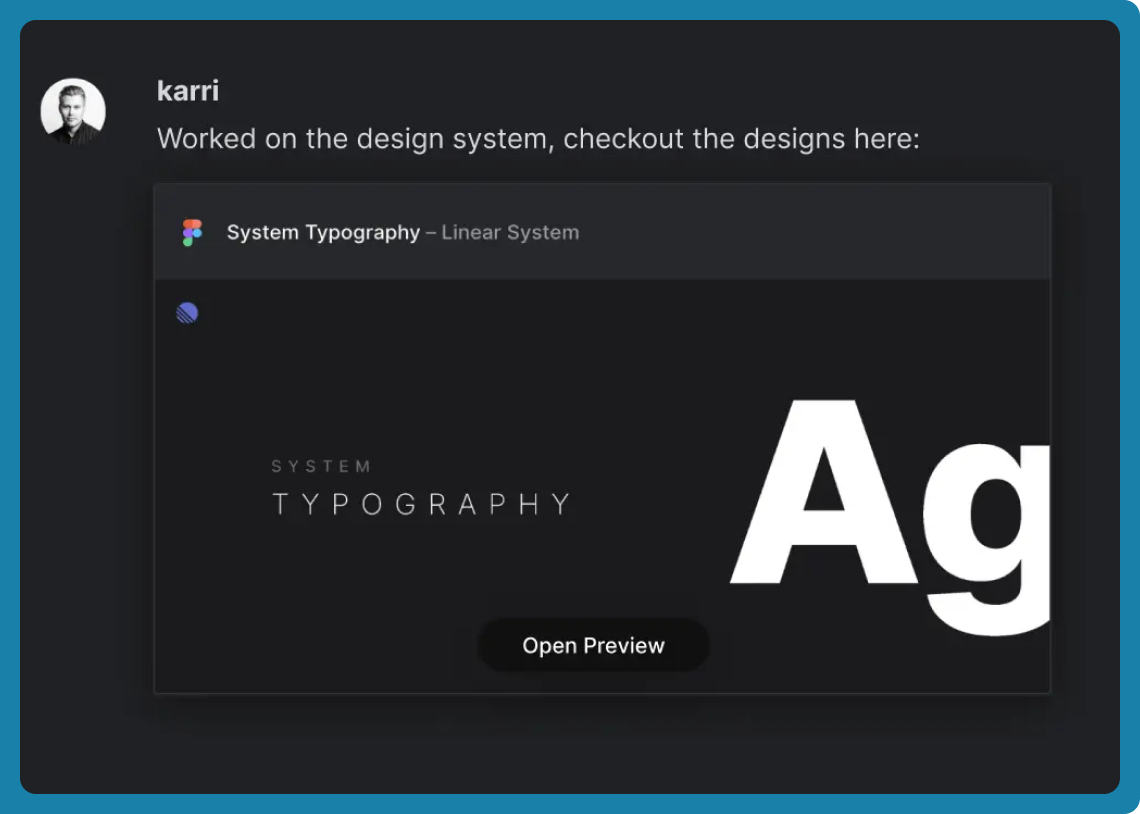 karri
Worked on the design system, checkout the designs here:
System Typography – Linear System
SYSTEM
TYPOGRAPHY
Ag
Open Preview